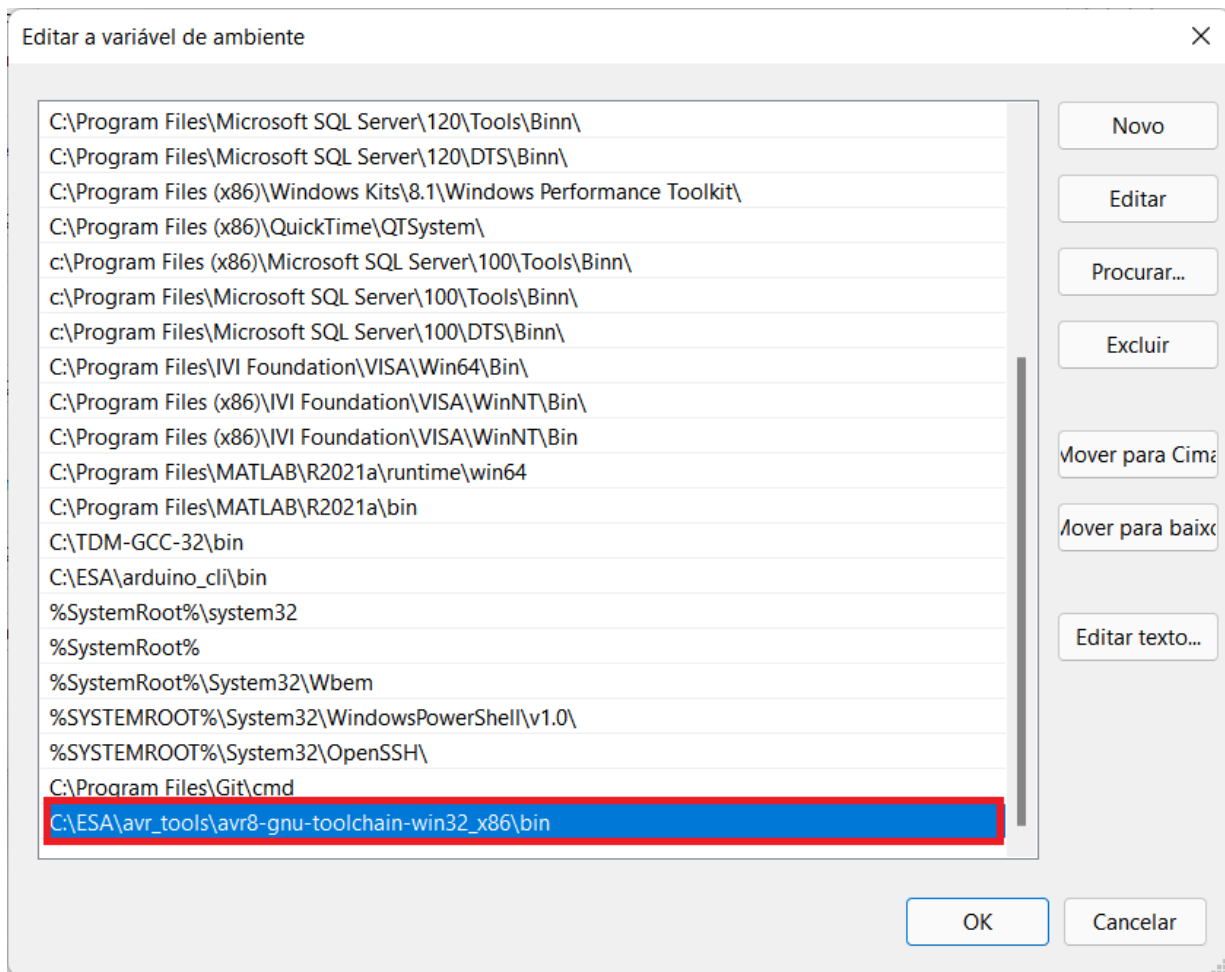 Editar a variável de ambiente
C:\Program Files\Microsoft SQL Server\120\Tools\Binn\
C:\Program Files\Microsoft SQL Server\120\DTS\Binn\
C:\Program Files (x86)\Windows Kits\8.1\Windows Performance Toolkit\
C:\Program Files (x86)\QuickTime\QTSystem\
c:\Program Files (x86)\Microsoft SQL Server\100\Tools\Binn\
c:\Program Files\Microsoft SQL Server\100\Tools\Binn\
c:\Program Files\Microsoft SQL Server\100\DTS\Binn\
C:\Program Files\IVI Foundation\VISA\Win64\Bin\
C:\Program Files (x86)\IVI Foundation\VISA\WinNT\Bin\
C:\Program Files (x86)\IVI Foundation\VISA\WinNT\Bin
C:\Program Files\MATLAB\R2021a\runtime\win64
C:\Program Files\MATLAB\R2021a\bin
C:\TDM-GCC-32\bin
C:\ESA\arduino_cli\bin
%SystemRoot%\system32
%SystemRoot%
%SystemRoot%\System32\Wbem
%SYSTEMROOT%\System32\WindowsPowerShell\v1.0\
%SYSTEMROOT%\System32\OpenSSH\
C:\Program Files\Git\cmd
C:\ESA\avr_tools\avr8-gnu-toolchain-win32_x86\bin
Novo
Editar
Procurar...
Excluir
Mover para Cima
Mover para baixo
Editar texto...
OK
Cancelar